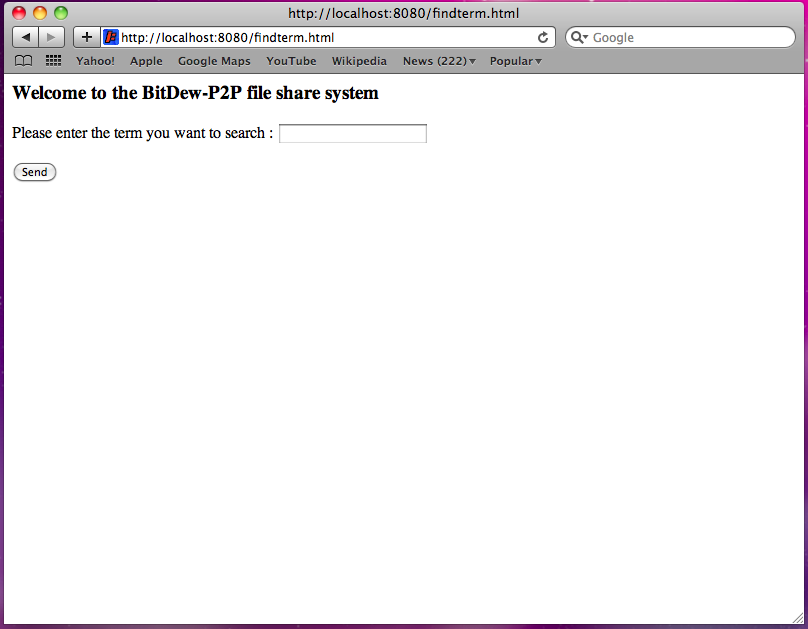 http://localhost:8080/findterm.html
http://localhost:8080/findterm.html Google
Yahoo! Apple Google Maps YouTube Wikipedia News (222) Popular
Welcome to the BitDew-P2P file share system
Please enter the term you want to search :
Send